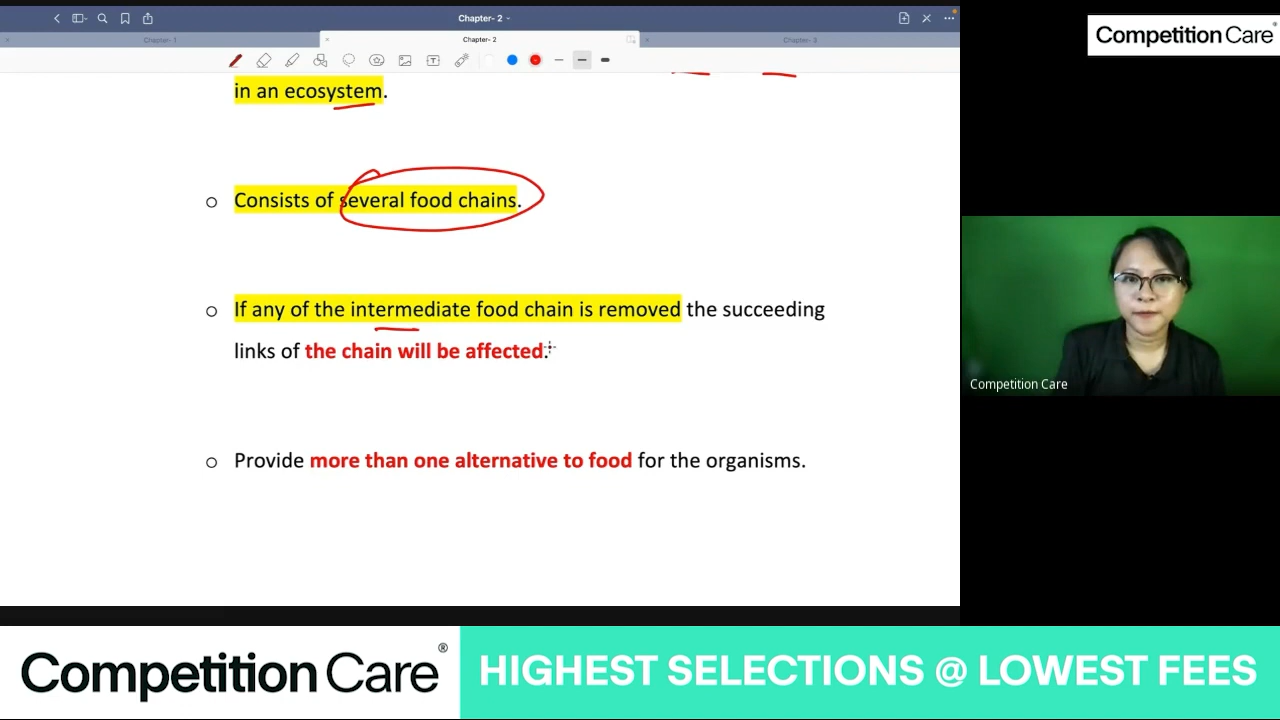 Chapter- 2
Chapter- 1
Chapter- 2
Chapter- 3
in an ecosystem.
o Consists of several food chains.
o If any of the intermediate food chain is removed the succeeding
links of the chain will be affected.
o Provide more than one alternative to food for the organisms.
Competition Care®
Competition Care
Competition Care®
HIGHEST SELECTIONS @ LOWEST FEES